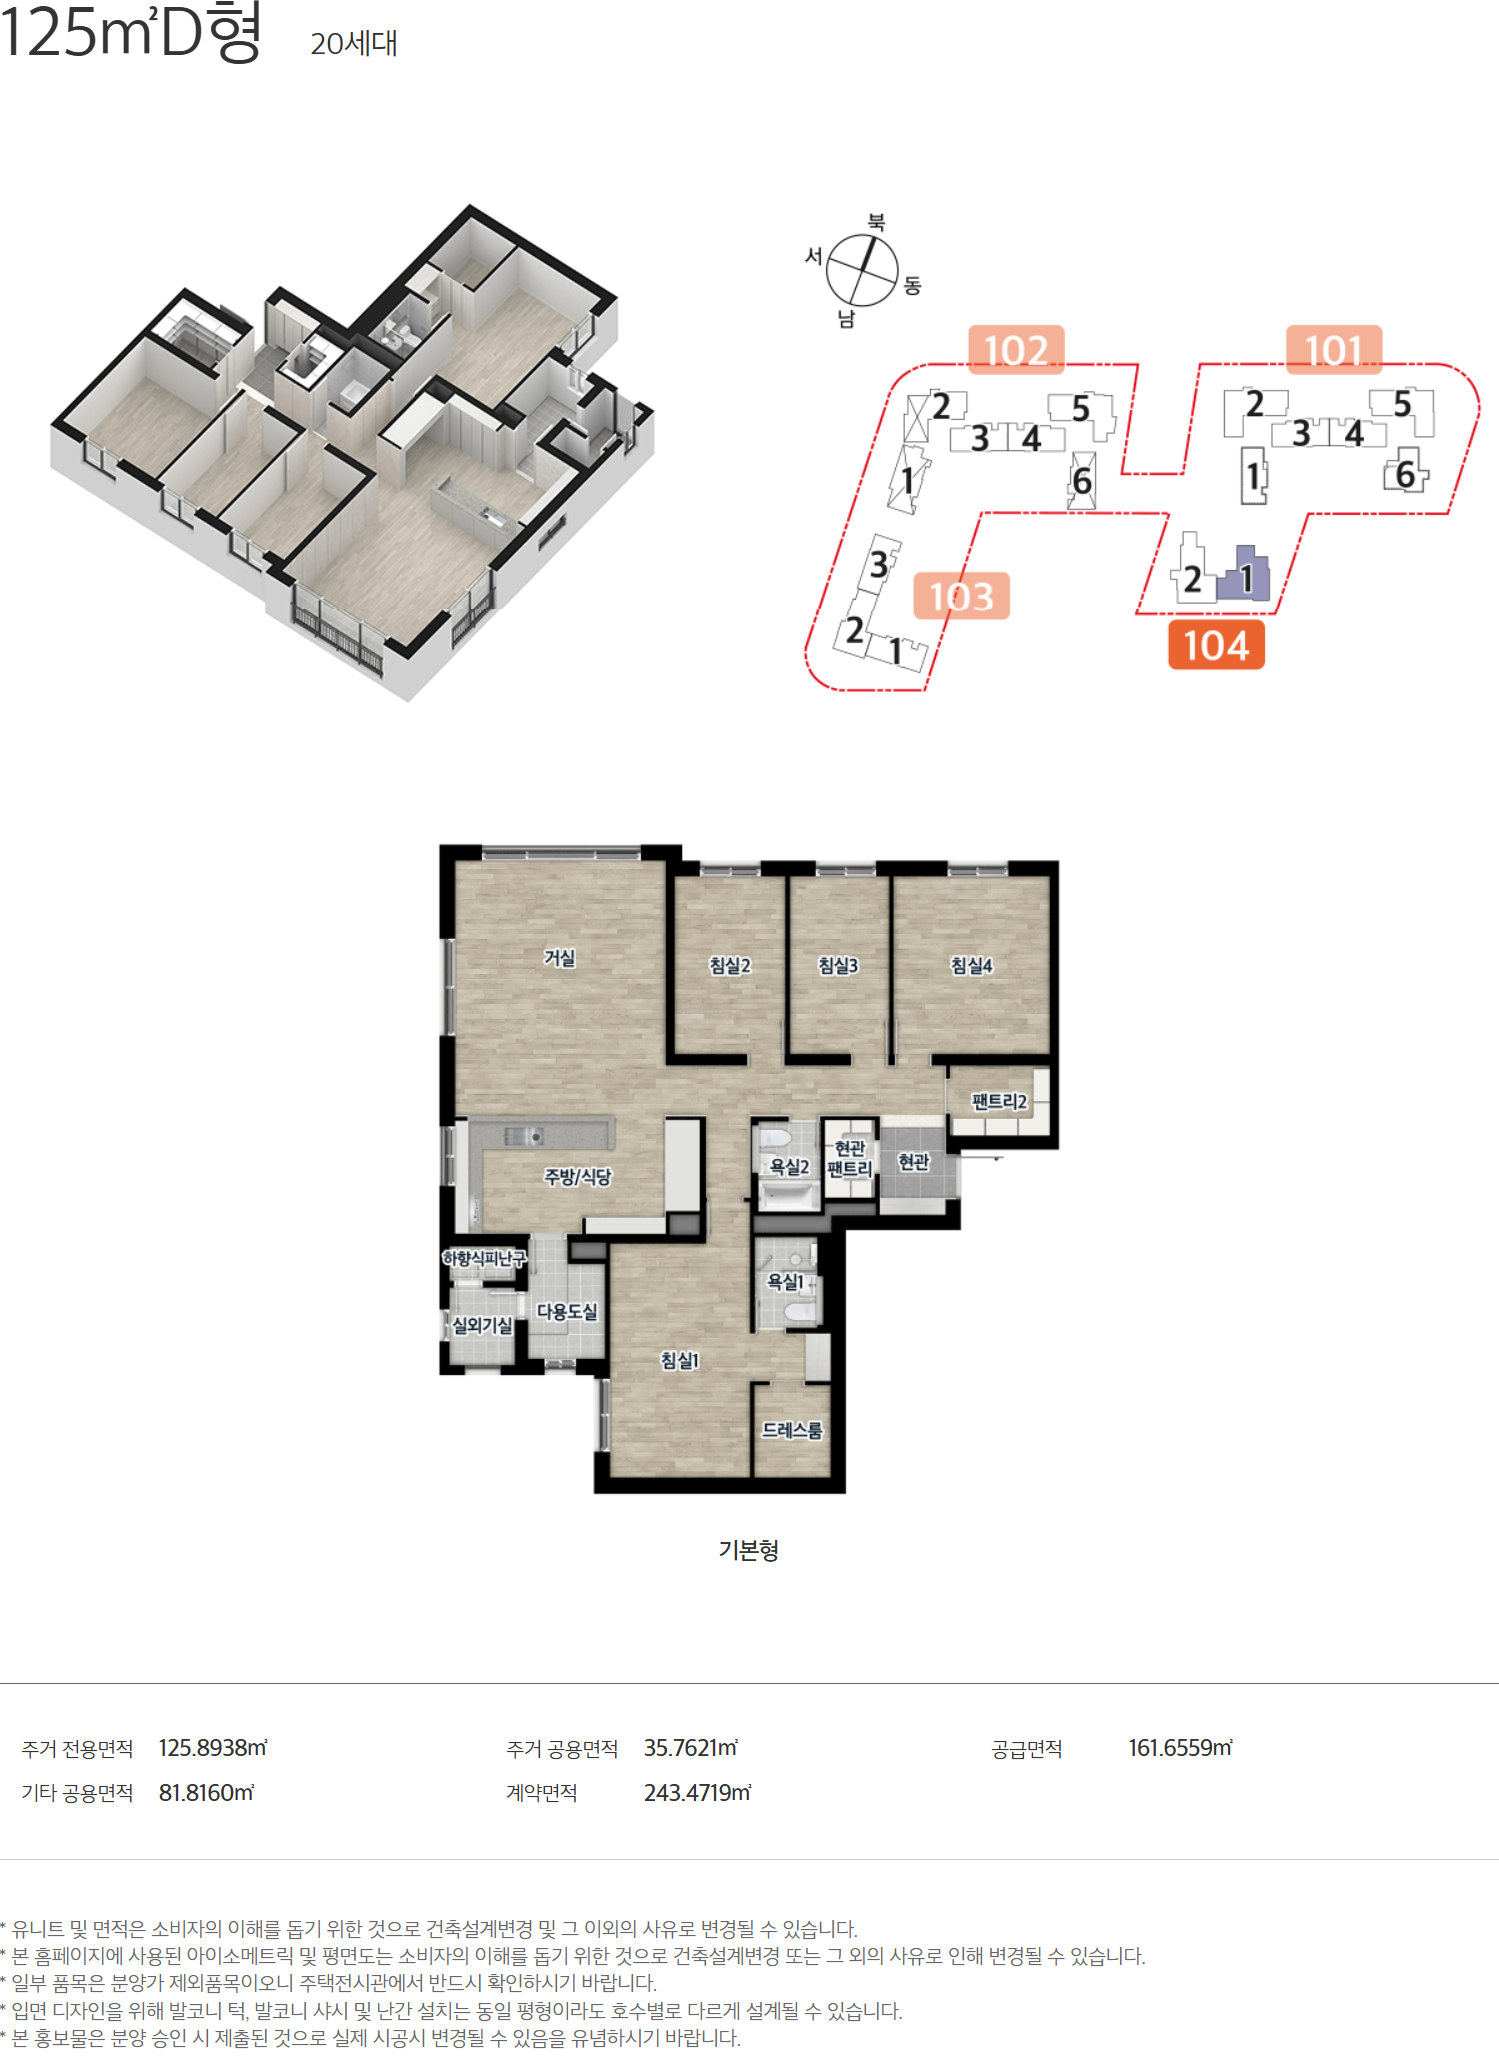 125㎡D형 20세대
북
서
동
남
102
101
2
5
3
4
1
6
2
5
3
4
1
6
3
103
2
1
2
1
104
거실
침실2
침실3
침실4
팬트리2
주방/식당
욕실2
현관
팬트리
현관
하향식피난구
실외기실
다용도실
욕실1
침실1
드레스룸
기본형
주거 전용면적 125.8938㎡ 주거 공용면적 35.7621㎡ 공급면적 161.6559㎡
기타 공용면적 81.8160㎡ 계약면적 243.4719㎡
* 유니트 및 면적은 소비자의 이해를 돕기 위한 것으로 건축설계변경 및 그 이외의 사유로 변경될 수 있습니다.
* 본 홈페이지에 사용된 아이소메트릭 및 평면도는 소비자의 이해를 돕기 위한 것으로 건축설계변경 또는 그 외의 사유로 인해 변경될 수 있습니다.
* 일부 품목은 분양가 제외품목이오니 주택전시관에서 반드시 확인하시기 바랍니다.
* 입면 디자인을 위해 발코니 턱, 발코니 샤시 및 난간 설치는 동일 평형이라도 호수별로 다르게 설계될 수 있습니다.
* 본 홍보물은 분양 승인 시 제출된 것으로 실제 시공시 변경될 수 있음을 유념하시기 바랍니다.